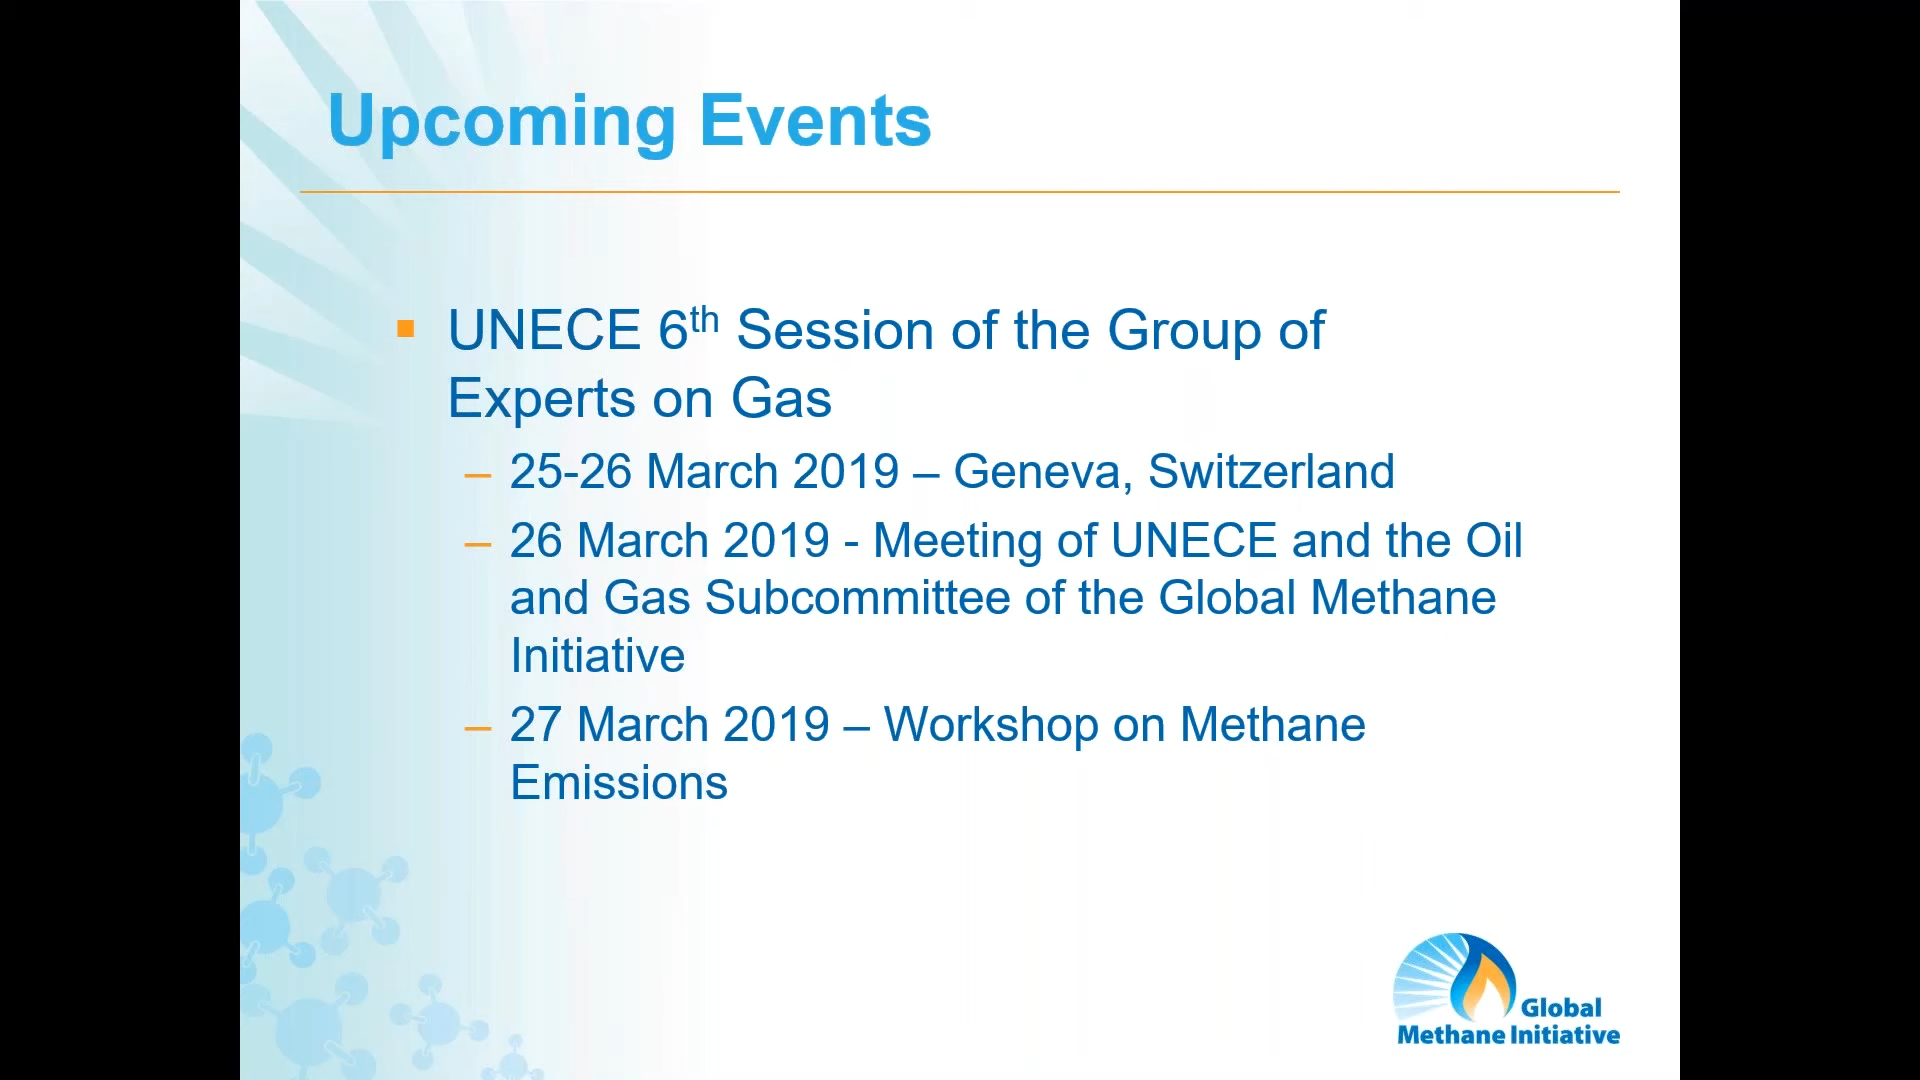 Upcoming Events
UNECE 6th Session of the Group of
Experts on Gas
– 25-26 March 2019 – Geneva, Switzerland
– 26 March 2019 - Meeting of UNECE and the Oil
and Gas Subcommittee of the Global Methane
Initiative
– 27 March 2019 – Workshop on Methane
Emissions
Global
Methane Initiative